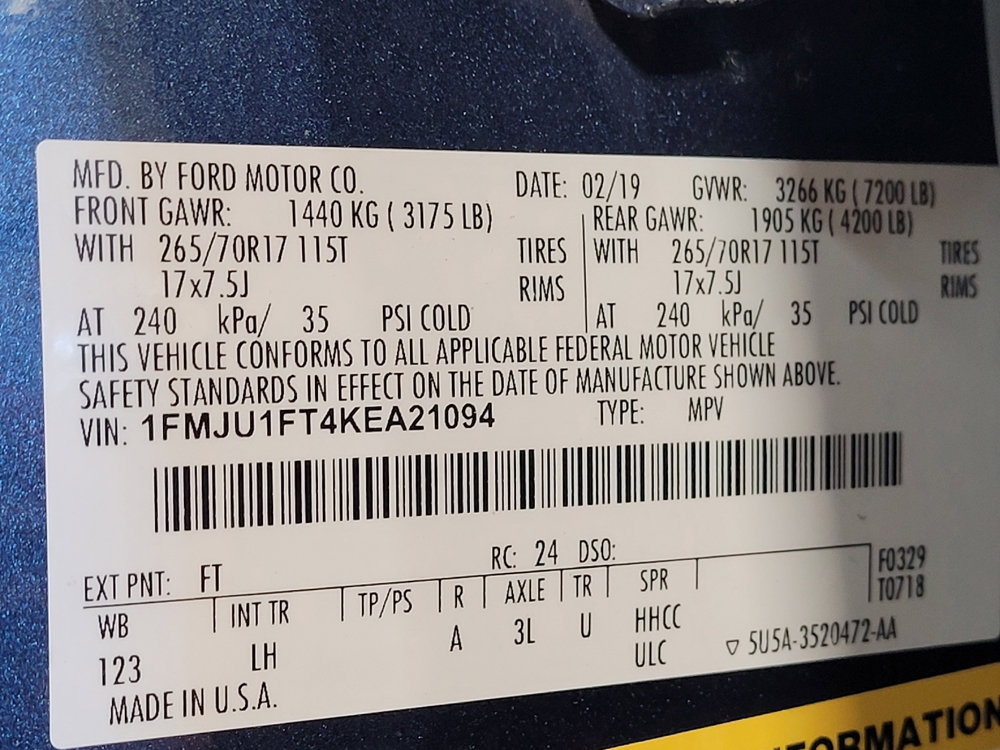 MFD. BY FORD MOTOR CO. DATE: 02/19 GVWR: 3266 KG ( 7200 LB)
FRONT GAWR: 1440 KG ( 3175 LB) REAR GAWR: 1905 KG ( 4200 LB)
WITH 265/70R17 115T TIRES WITH 265/70R17 115T TIRES
17x7.5J RIMS 17x7.5J RIMS
AT 240 kPa/ 35 PSI COLD AT 240 kPa/ 35 PSI COLD
THIS VEHICLE CONFORMS TO ALL APPLICABLE FEDERAL MOTOR VEHICLE
SAFETY STANDARDS IN EFFECT ON THE DATE OF MANUFACTURE SHOWN ABOVE.
VIN: 1FMJU1FT4KEA21094 TYPE: MPV
EXT PNT: FT RC: 24 DSO: F0329
WB INT TR TP/PS R AXLE TR SPR T0718
123 LH A 3L U HHCC
ULC ▽ 5U5A-3520472-AA
MADE IN U.S.A.